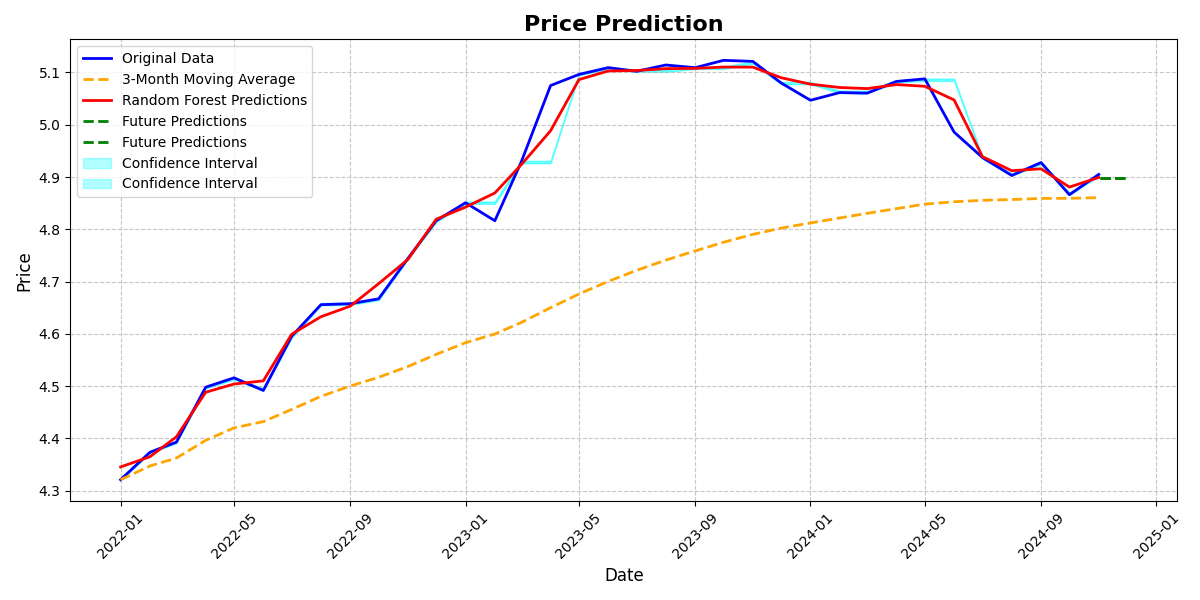 Price Prediction
Original Data
3-Month Moving Average
Random Forest Predictions
Future Predictions
Future Predictions
Confidence Interval
Confidence Interval
Price
5.1
5.0
4.9
4.8
4.7
4.6
4.5
4.4
4.3
2022-01
2022-05
2022-09
2023-01
2023-05
2023-09
2024-01
2024-05
2024-09
2025-01
Date